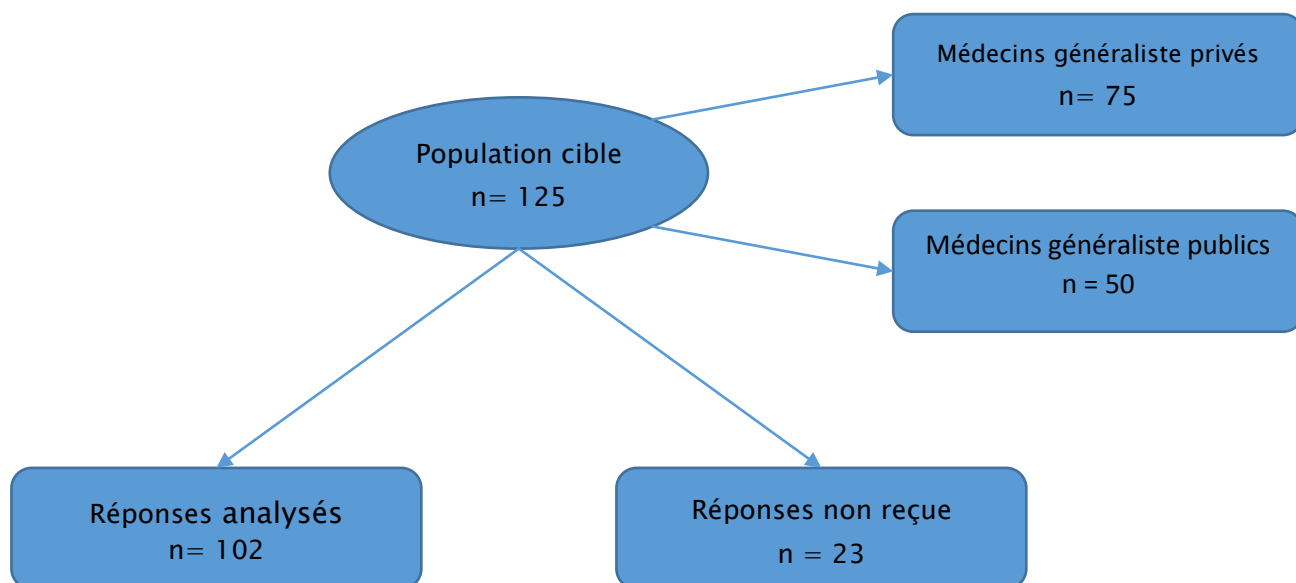 Médecins généraliste privés
n= 75
Population cible
n= 125
Médecins généraliste publics
n = 50
Réponses analysés
n= 102
Réponses non reçue
n = 23